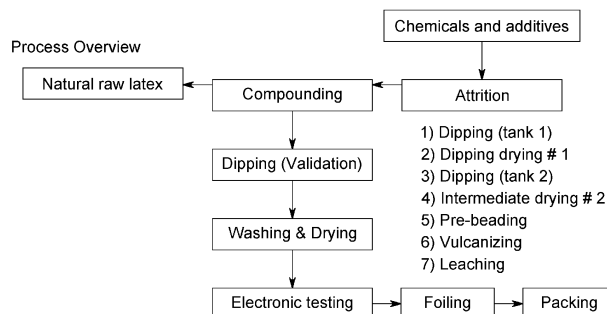 Chemicals and additives
Process Overview
Natural raw latex
Compounding
Attrition
1) Dipping (tank 1)
2) Dipping drying # 1
3) Dipping (tank 2)
4) Intermediate drying # 2
5) Pre-beading
6) Vulcanizing
7) Leaching
Dipping (Validation)
Washing & Drying
Electronic testing
Foiling
Packing